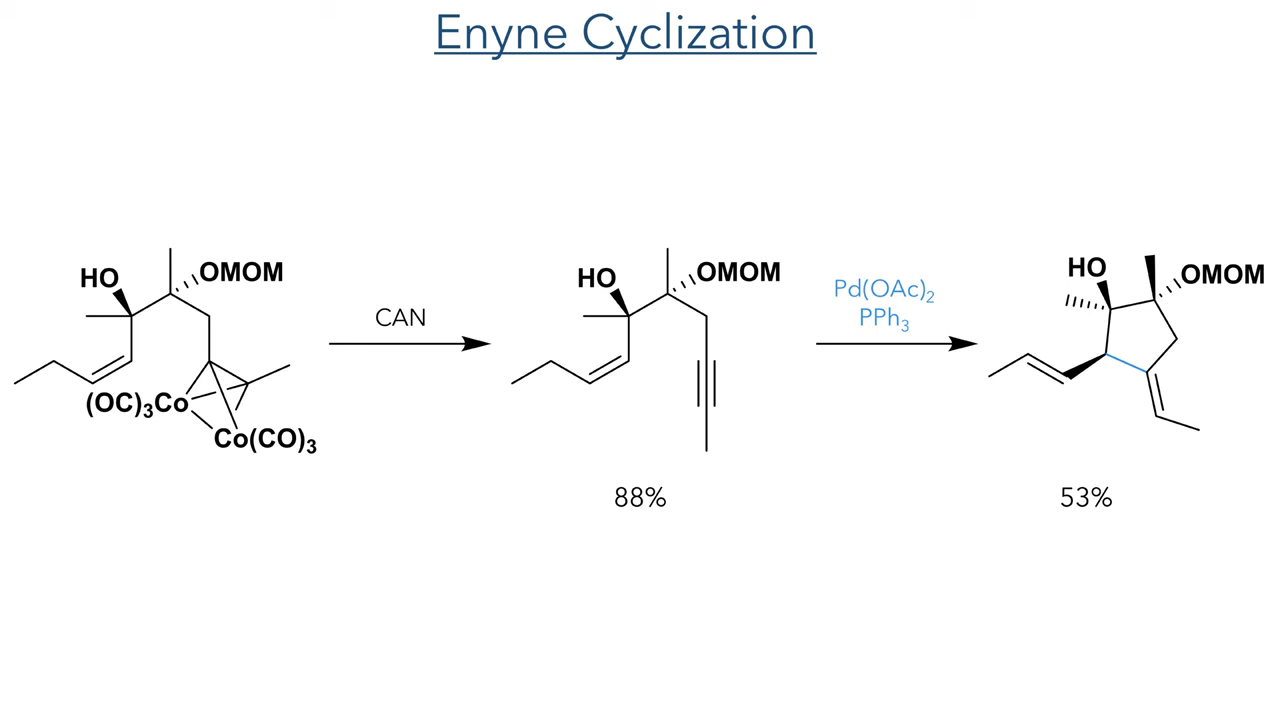 Enyne Cyclization
HO
OMOM
(OC)₃Co
Co(CO)₃
CAN
HO
OMOM
88%
Pd(OAc)₂
PPh₃
HO
OMOM
53%